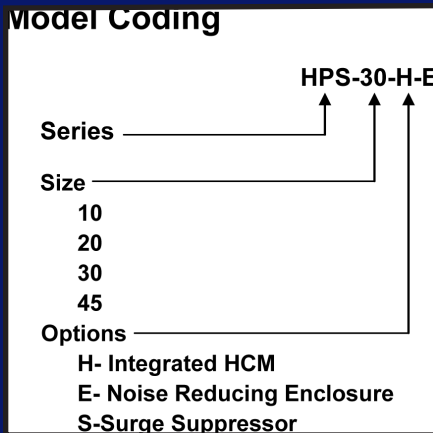 Model Coding
HPS-30-H-E
Series
Size
10
20
30
45
Options
H- Integrated HCM
E- Noise Reducing Enclosure
S-Surge Suppressor